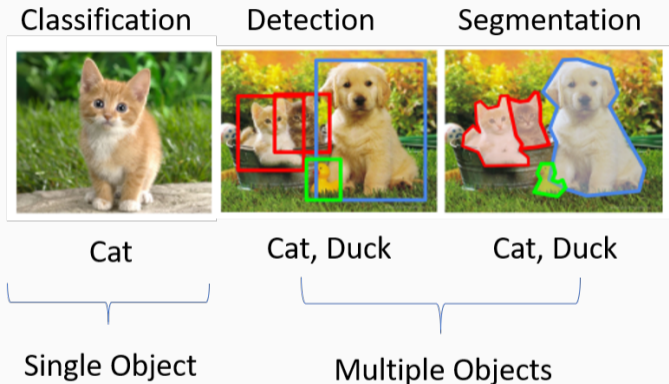 Classification Detection Segmentation
Cat Cat, Duck Cat, Duck
Single Object Multiple Objects